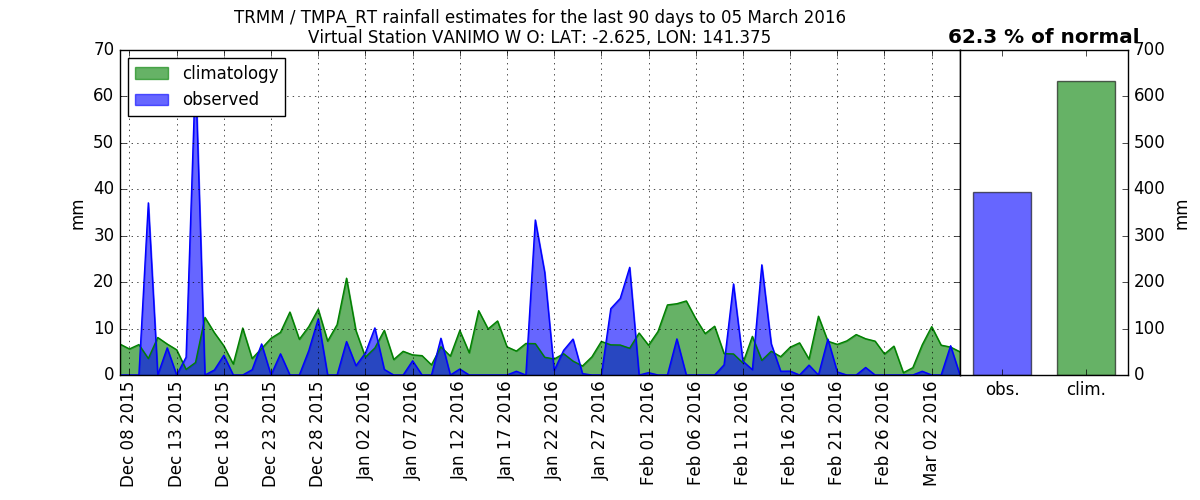 TRMM / TMPA_RT rainfall estimates for the last 90 days to 05 March 2016
Virtual Station VANIMO W O: LAT: -2.625, LON: 141.375
62.3 % of normal
climatology
observed
70
60
50
40
30
20
10
0
mm
700
600
500
400
300
200
100
0
mm
Dec 08 2015
Dec 13 2015
Dec 18 2015
Dec 23 2015
Dec 28 2015
Jan 02 2016
Jan 07 2016
Jan 12 2016
Jan 17 2016
Jan 22 2016
Jan 27 2016
Feb 01 2016
Feb 06 2016
Feb 11 2016
Feb 16 2016
Feb 21 2016
Feb 26 2016
Mar 02 2016
obs.
clim.